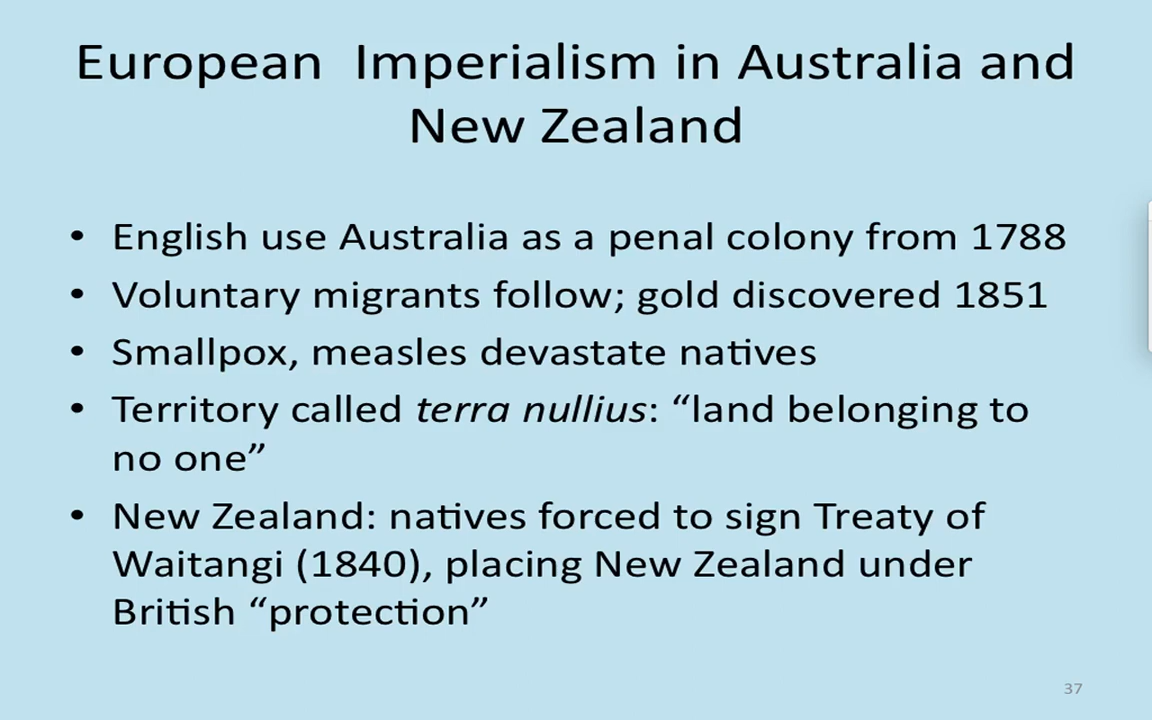 European  Imperialism in Australia and
New Zealand
• English use Australia as a penal colony from 1788
• Voluntary migrants follow; gold discovered 1851
• Smallpox, measles devastate natives
• Territory called terra nullius: “land belonging to
no one”
• New Zealand: natives forced to sign Treaty of
Waitangi (1840), placing New Zealand under
British “protection”
37